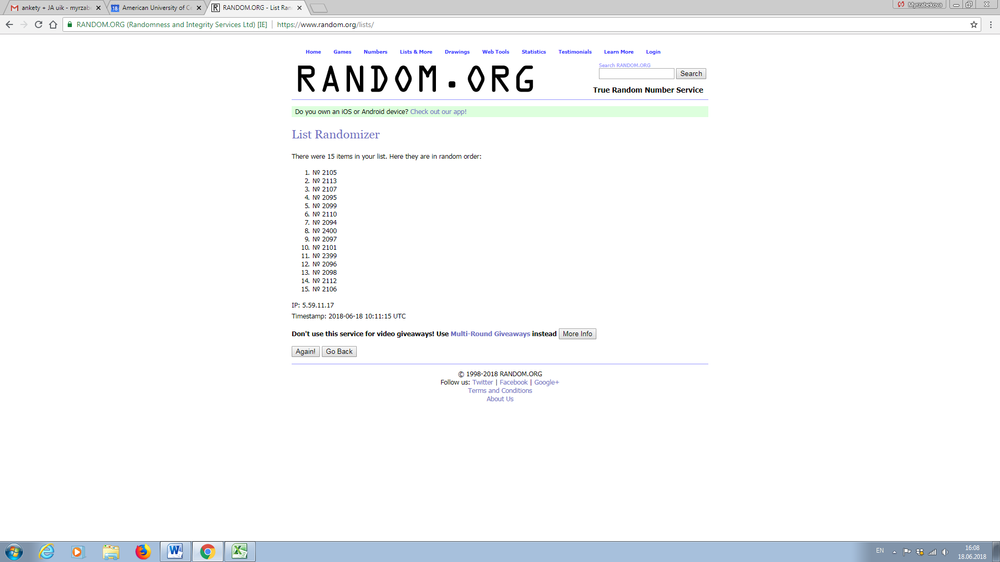 ankety + JA uik - myrzabe
American University of Ce
RANDOM.ORG - List Ran
Myrzabekova
RANDOM.ORG (Randomness and Integrity Services Ltd) [IE] https://www.random.org/lists/
Home Games Numbers Lists & More Drawings Web Tools Statistics Testimonials Learn More Login
RANDOM.ORG
Search RANDOM.ORG
Search
True Random Number Service
Do you own an iOS or Android device? Check out our app!
List Randomizer
There were 15 items in your list. Here they are in random order:
1. № 2105
2. № 2113
3. № 2107
4. № 2095
5. № 2099
6. № 2110
7. № 2094
8. № 2400
9. № 2097
10. № 2101
11. № 2399
12. № 2096
13. № 2098
14. № 2112
15. № 2106
IP: 5.59.11.17
Timestamp: 2018-06-18 10:11:15 UTC
Don't use this service for video giveaways! Use Multi-Round Giveaways instead More Info
Again! Go Back
© 1998-2018 RANDOM.ORG
Follow us: Twitter | Facebook | Google+
Terms and Conditions
About Us
EN
16:08
18.06.2018